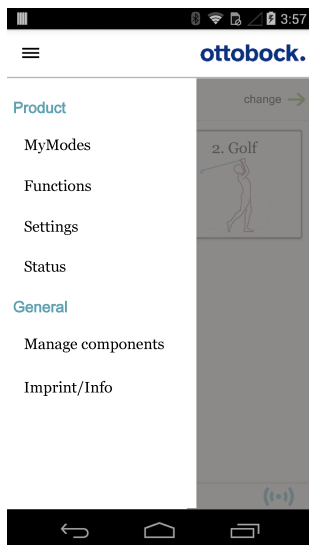 3:57
ottobock.
change
Product
MyModes
2. Golf
Functions
Settings
Status
General
Manage components
Imprint/Info